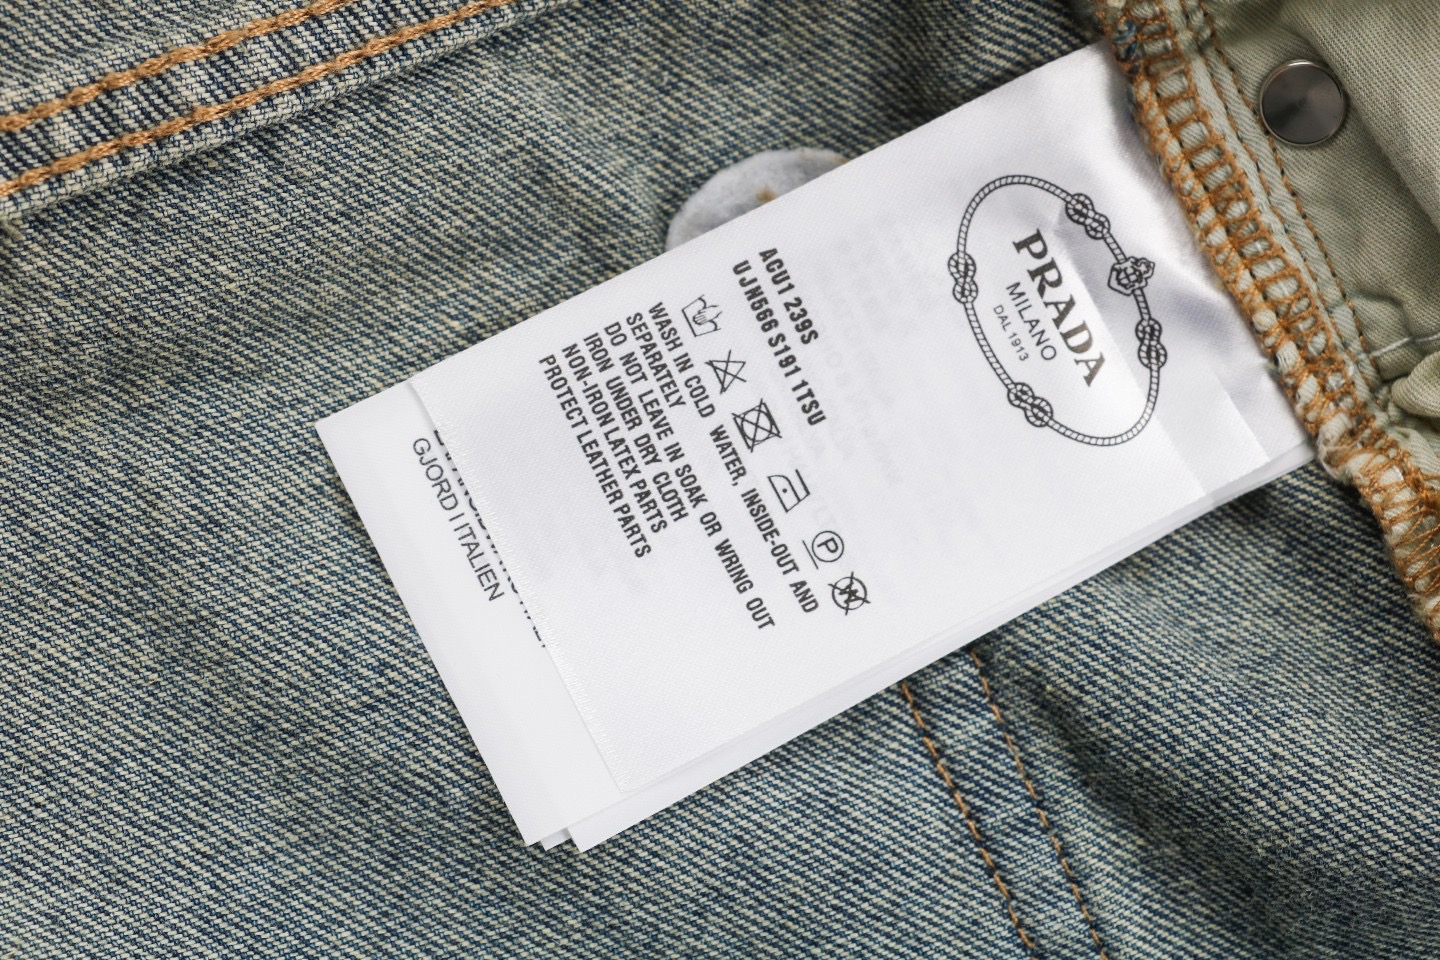 PRADA
MILANO
DAL 1913
ACU1 239S
UJN566 S191 1TSU
P
WASH IN COLD WATER, INSIDE-OUT AND
SEPARATELY
DO NOT LEAVE IN SOAK OR WRING OUT
IRON UNDER DRY CLOTH
NON-IRON LATEX PARTS
PROTECT LEATHER PARTS
GJORD I ITALIEN